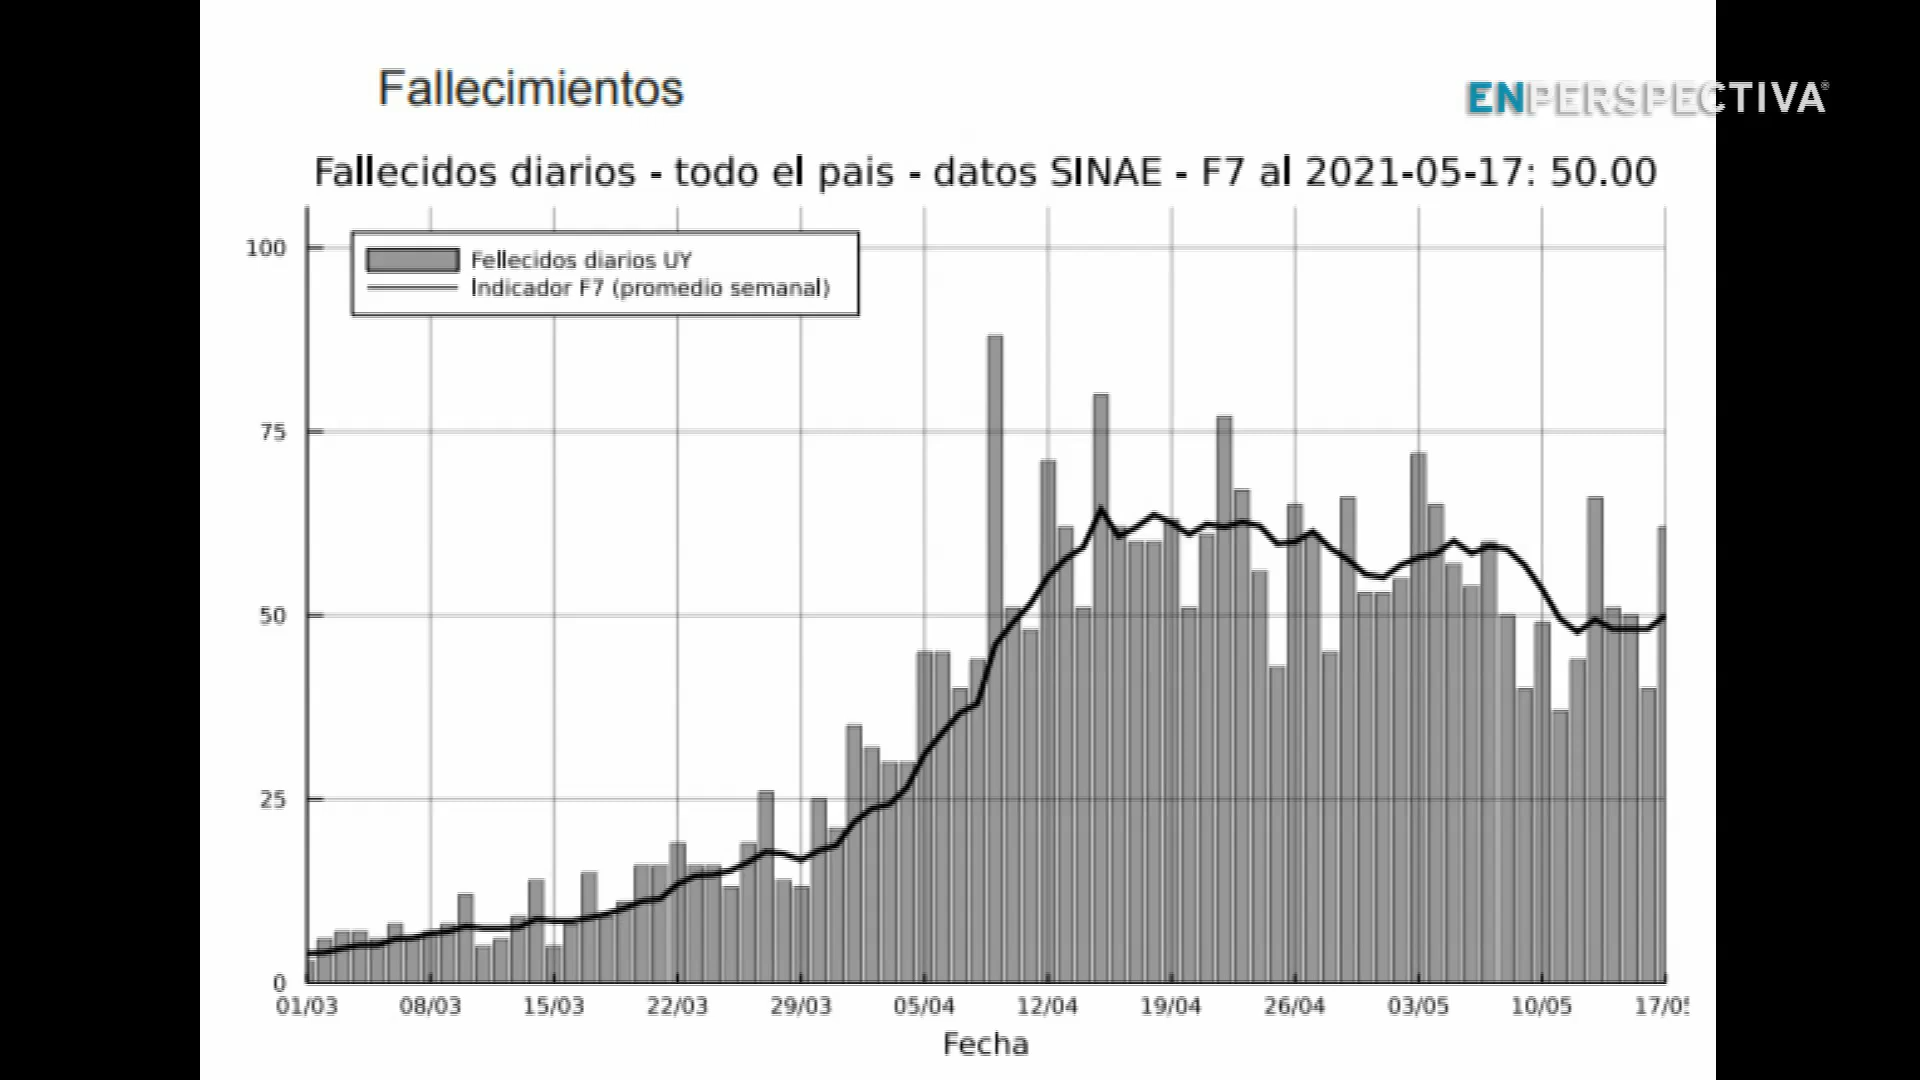 Fallecimientos
ENPERSPECTIVA®
Fallecidos diarios - todo el pais - datos SINAE - F7 al 2021-05-17: 50.00
Fellecidos diarios UY
Indicador F7 (promedio semanal)
100
75
50
25
0
01/03 08/03 15/03 22/03 29/03 05/04 12/04 19/04 26/04 03/05 10/05 17/05
Fecha